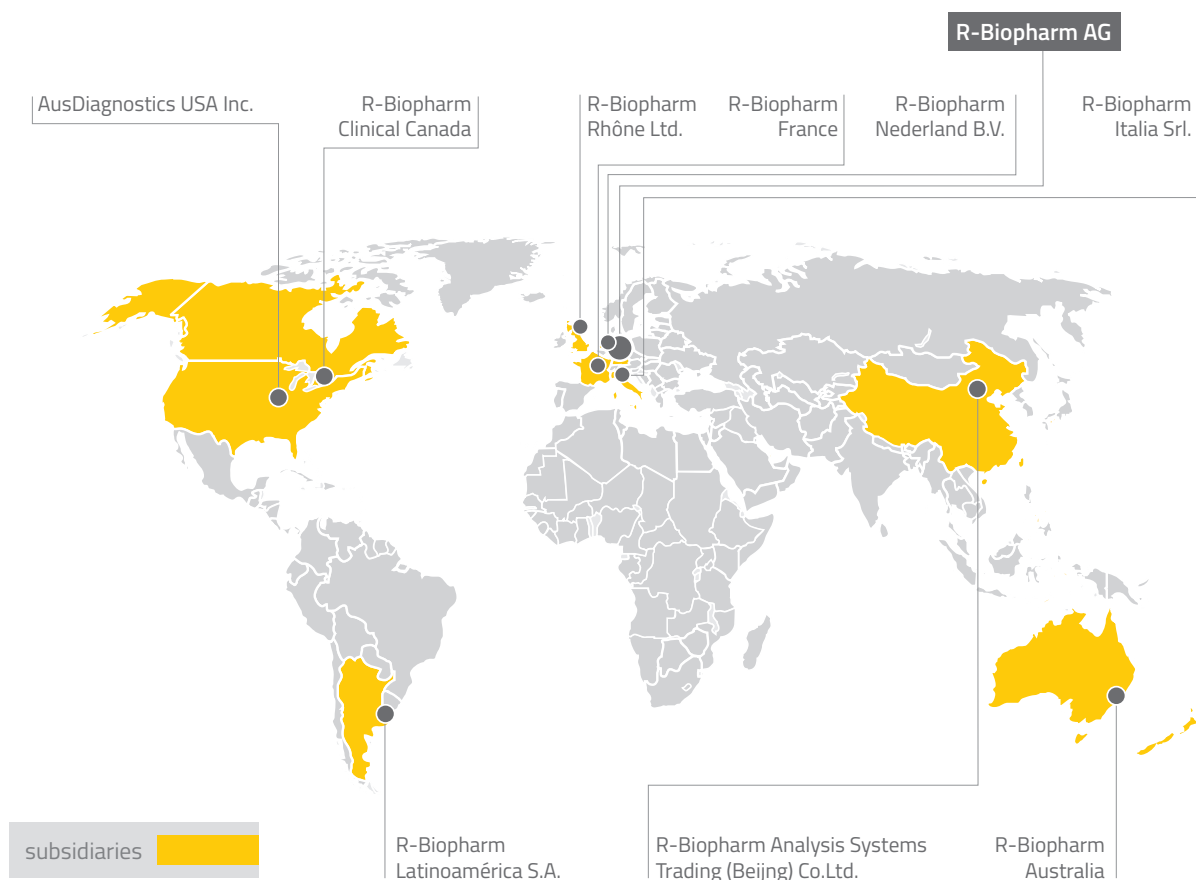 R-Biopharm AG
AusDiagnostics USA Inc.
R-Biopharm
Clinical Canada
R-Biopharm
Rhône Ltd.
R-Biopharm
France
R-Biopharm
Nederland B.V.
R-Biopharm
Italia Srl.
subsidiaries
R-Biopharm
Latinoamérica S.A.
R-Biopharm Analysis Systems
Trading (Beijng) Co.Ltd.
R-Biopharm
Australia